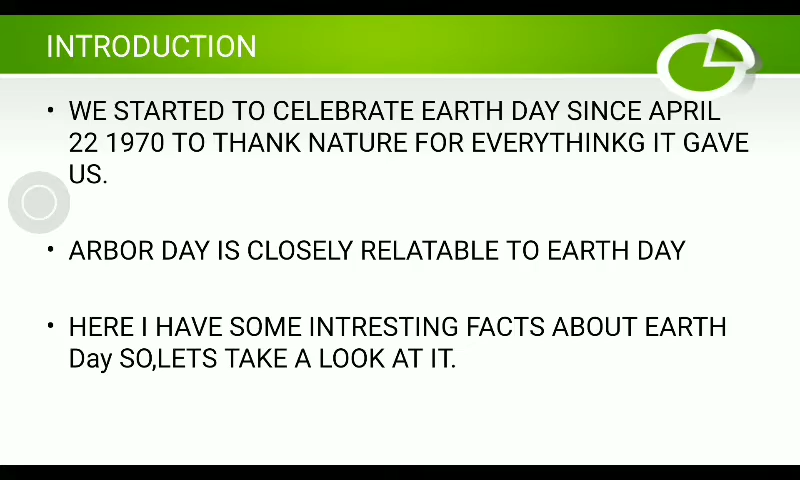 INTRODUCTION
• WE STARTED TO CELEBRATE EARTH DAY SINCE APRIL
22 1970 TO THANK NATURE FOR EVERYTHINKG IT GAVE
US.
• ARBOR DAY IS CLOSELY RELATABLE TO EARTH DAY
• HERE I HAVE SOME INTRESTING FACTS ABOUT EARTH
Day SO,LETS TAKE A LOOK AT IT.